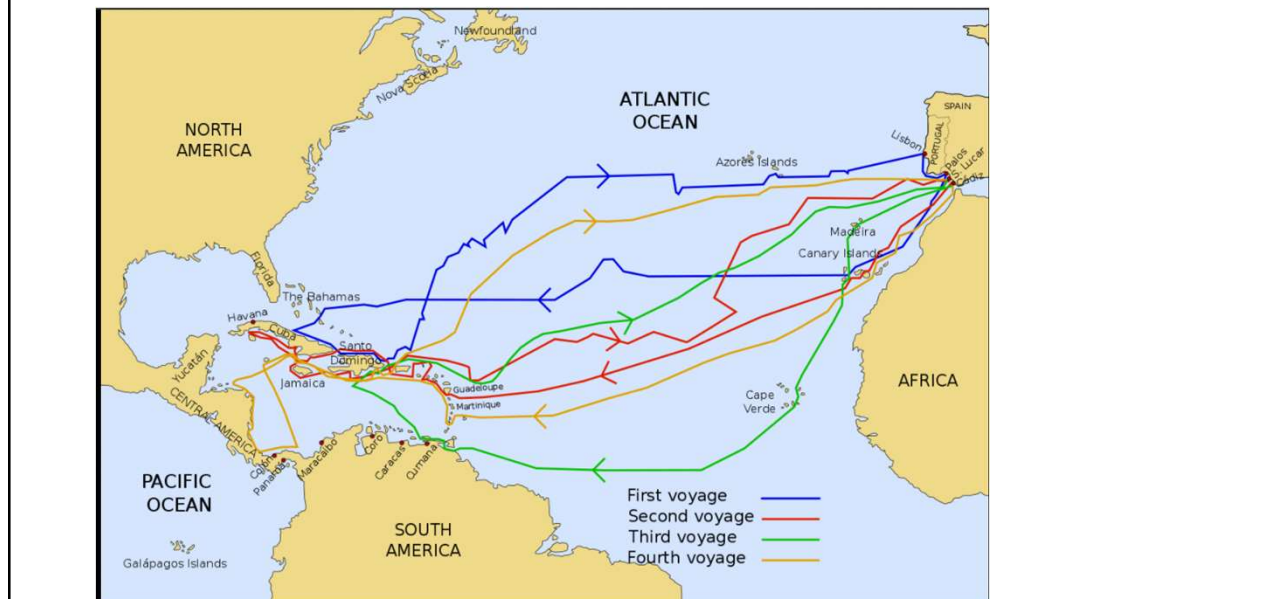 Newfoundland
Nova Scotia
NORTH
AMERICA
ATLANTIC
OCEAN
SPAIN
PORTUGAL
Lisbon
Palos
S. Lucar
Cádiz
Azores Islands
Madeira
Canary Islands
Florida
The Bahamas
Havana
Cuba
Santo
Domingo
Yucatán
Jamaica
Guadeloupe
Martinique
CENTRAL AMERICA
AFRICA
Cape
Verde
Colón
Panamá
Maracaibo
Coro
Caracas
Cumaná
PACIFIC
OCEAN
SOUTH
AMERICA
Galápagos Islands
First voyage
Second voyage
Third voyage
Fourth voyage